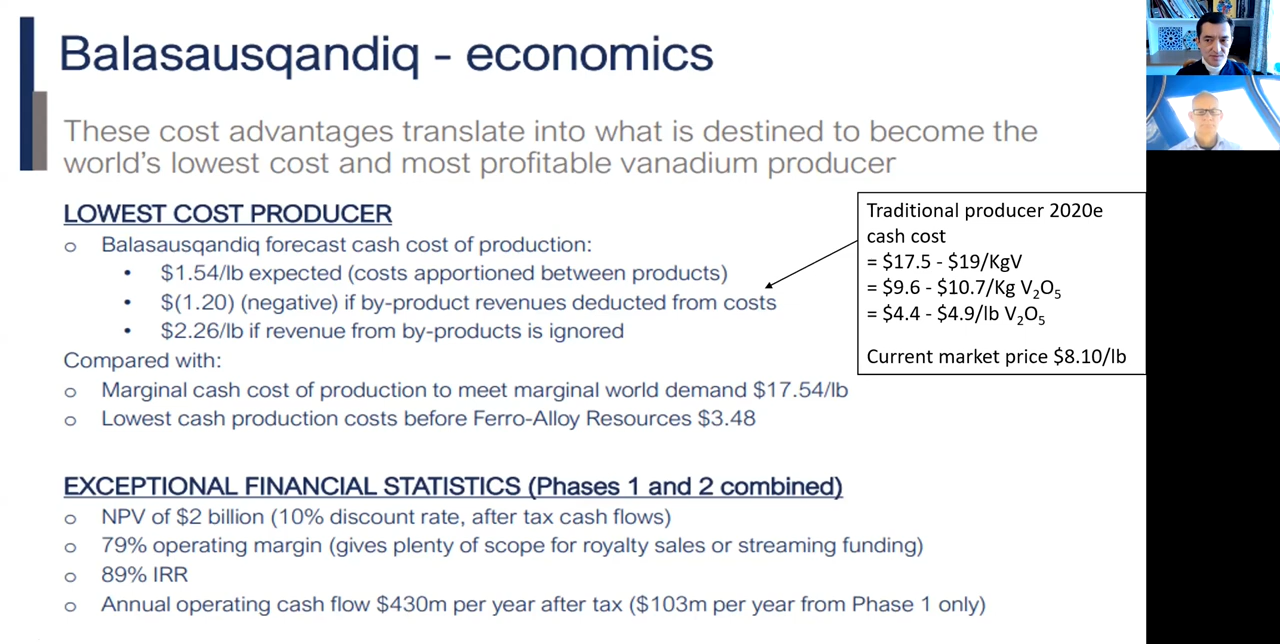 Balasausqandiq - economics
These cost advantages translate into what is destined to become the
world's lowest cost and most profitable vanadium producer
LOWEST COST PRODUCER
o Balasausqandiq forecast cash cost of production:
• $1.54/lb expected (costs apportioned between products)
• $(1.20) (negative) if by-product revenues deducted from costs
• $2.26/lb if revenue from by-products is ignored
Compared with:
o Marginal cash cost of production to meet marginal world demand $17.54/lb
o Lowest cash production costs before Ferro-Alloy Resources $3.48
Traditional producer 2020e
cash cost
= $17.5 - $19/KgV
= $9.6 - $10.7/Kg V₂O₅
= $4.4 - $4.9/lb V₂O₅
Current market price $8.10/lb
EXCEPTIONAL FINANCIAL STATISTICS (Phases 1 and 2 combined)
o NPV of $2 billion (10% discount rate, after tax cash flows)
o 79% operating margin (gives plenty of scope for royalty sales or streaming funding)
o 89% IRR
o Annual operating cash flow $430m per year after tax ($103m per year from Phase 1 only)